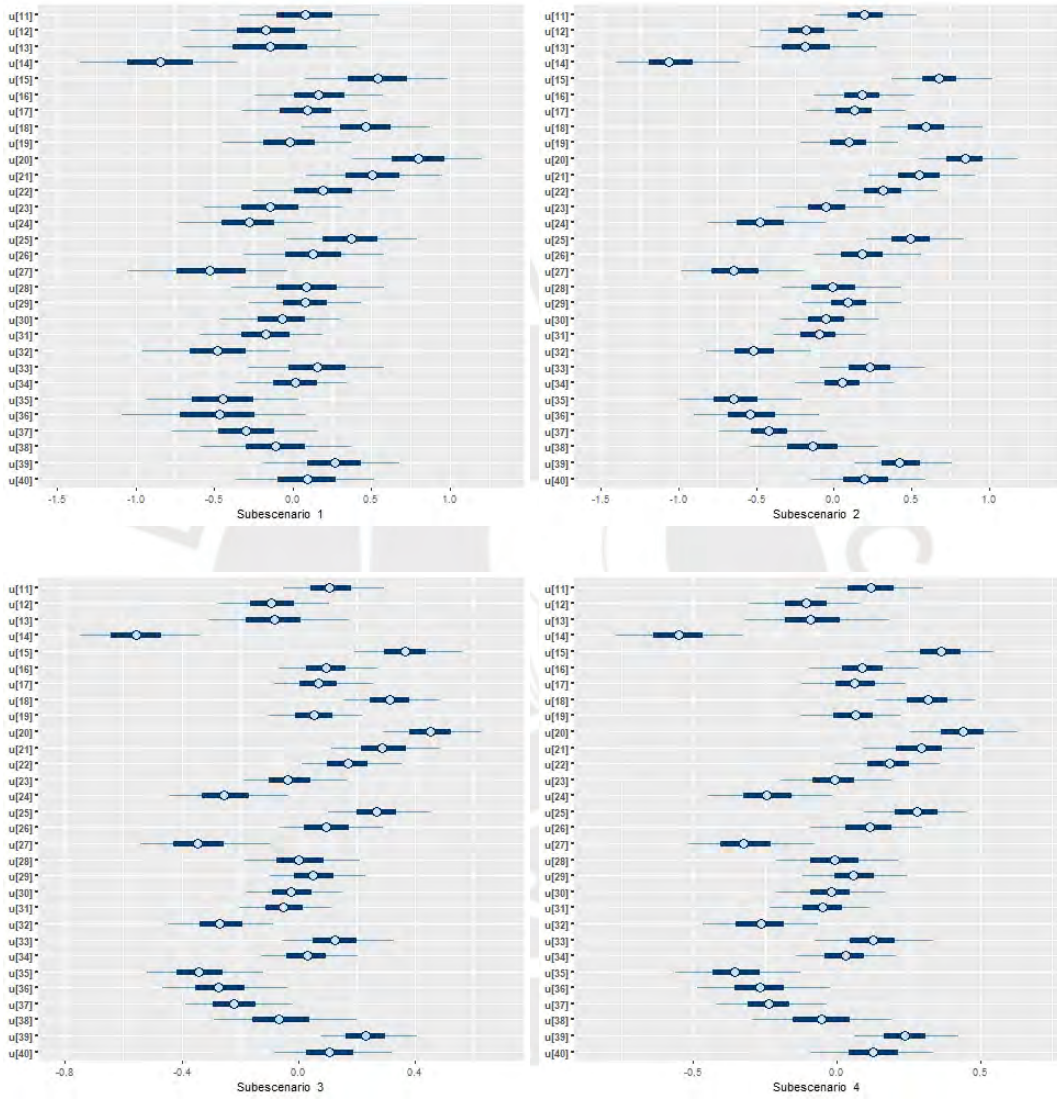 u[11]
u[12]
u[13]
u[14]
u[15]
u[16]
u[17]
u[18]
u[19]
u[20]
u[21]
u[22]
u[23]
u[24]
u[25]
u[26]
u[27]
u[28]
u[29]
u[30]
u[31]
u[32]
u[33]
u[34]
u[35]
u[36]
u[37]
u[38]
u[39]
u[40]
-1.5 -1.0 -0.5 0.0 0.5 1.0
Subescenario 1
u[11]
u[12]
u[13]
u[14]
u[15]
u[16]
u[17]
u[18]
u[19]
u[20]
u[21]
u[22]
u[23]
u[24]
u[25]
u[26]
u[27]
u[28]
u[29]
u[30]
u[31]
u[32]
u[33]
u[34]
u[35]
u[36]
u[37]
u[38]
u[39]
u[40]
-1.5 -1.0 -0.5 0.0 0.5 1.0
Subescenario 2
u[11]
u[12]
u[13]
u[14]
u[15]
u[16]
u[17]
u[18]
u[19]
u[20]
u[21]
u[22]
u[23]
u[24]
u[25]
u[26]
u[27]
u[28]
u[29]
u[30]
u[31]
u[32]
u[33]
u[34]
u[35]
u[36]
u[37]
u[38]
u[39]
u[40]
-0.8 -0.4 0.0 0.4
Subescenario 3
u[11]
u[12]
u[13]
u[14]
u[15]
u[16]
u[17]
u[18]
u[19]
u[20]
u[21]
u[22]
u[23]
u[24]
u[25]
u[26]
u[27]
u[28]
u[29]
u[30]
u[31]
u[32]
u[33]
u[34]
u[35]
u[36]
u[37]
u[38]
u[39]
u[40]
-0.5 0.0 0.5
Subescenario 4